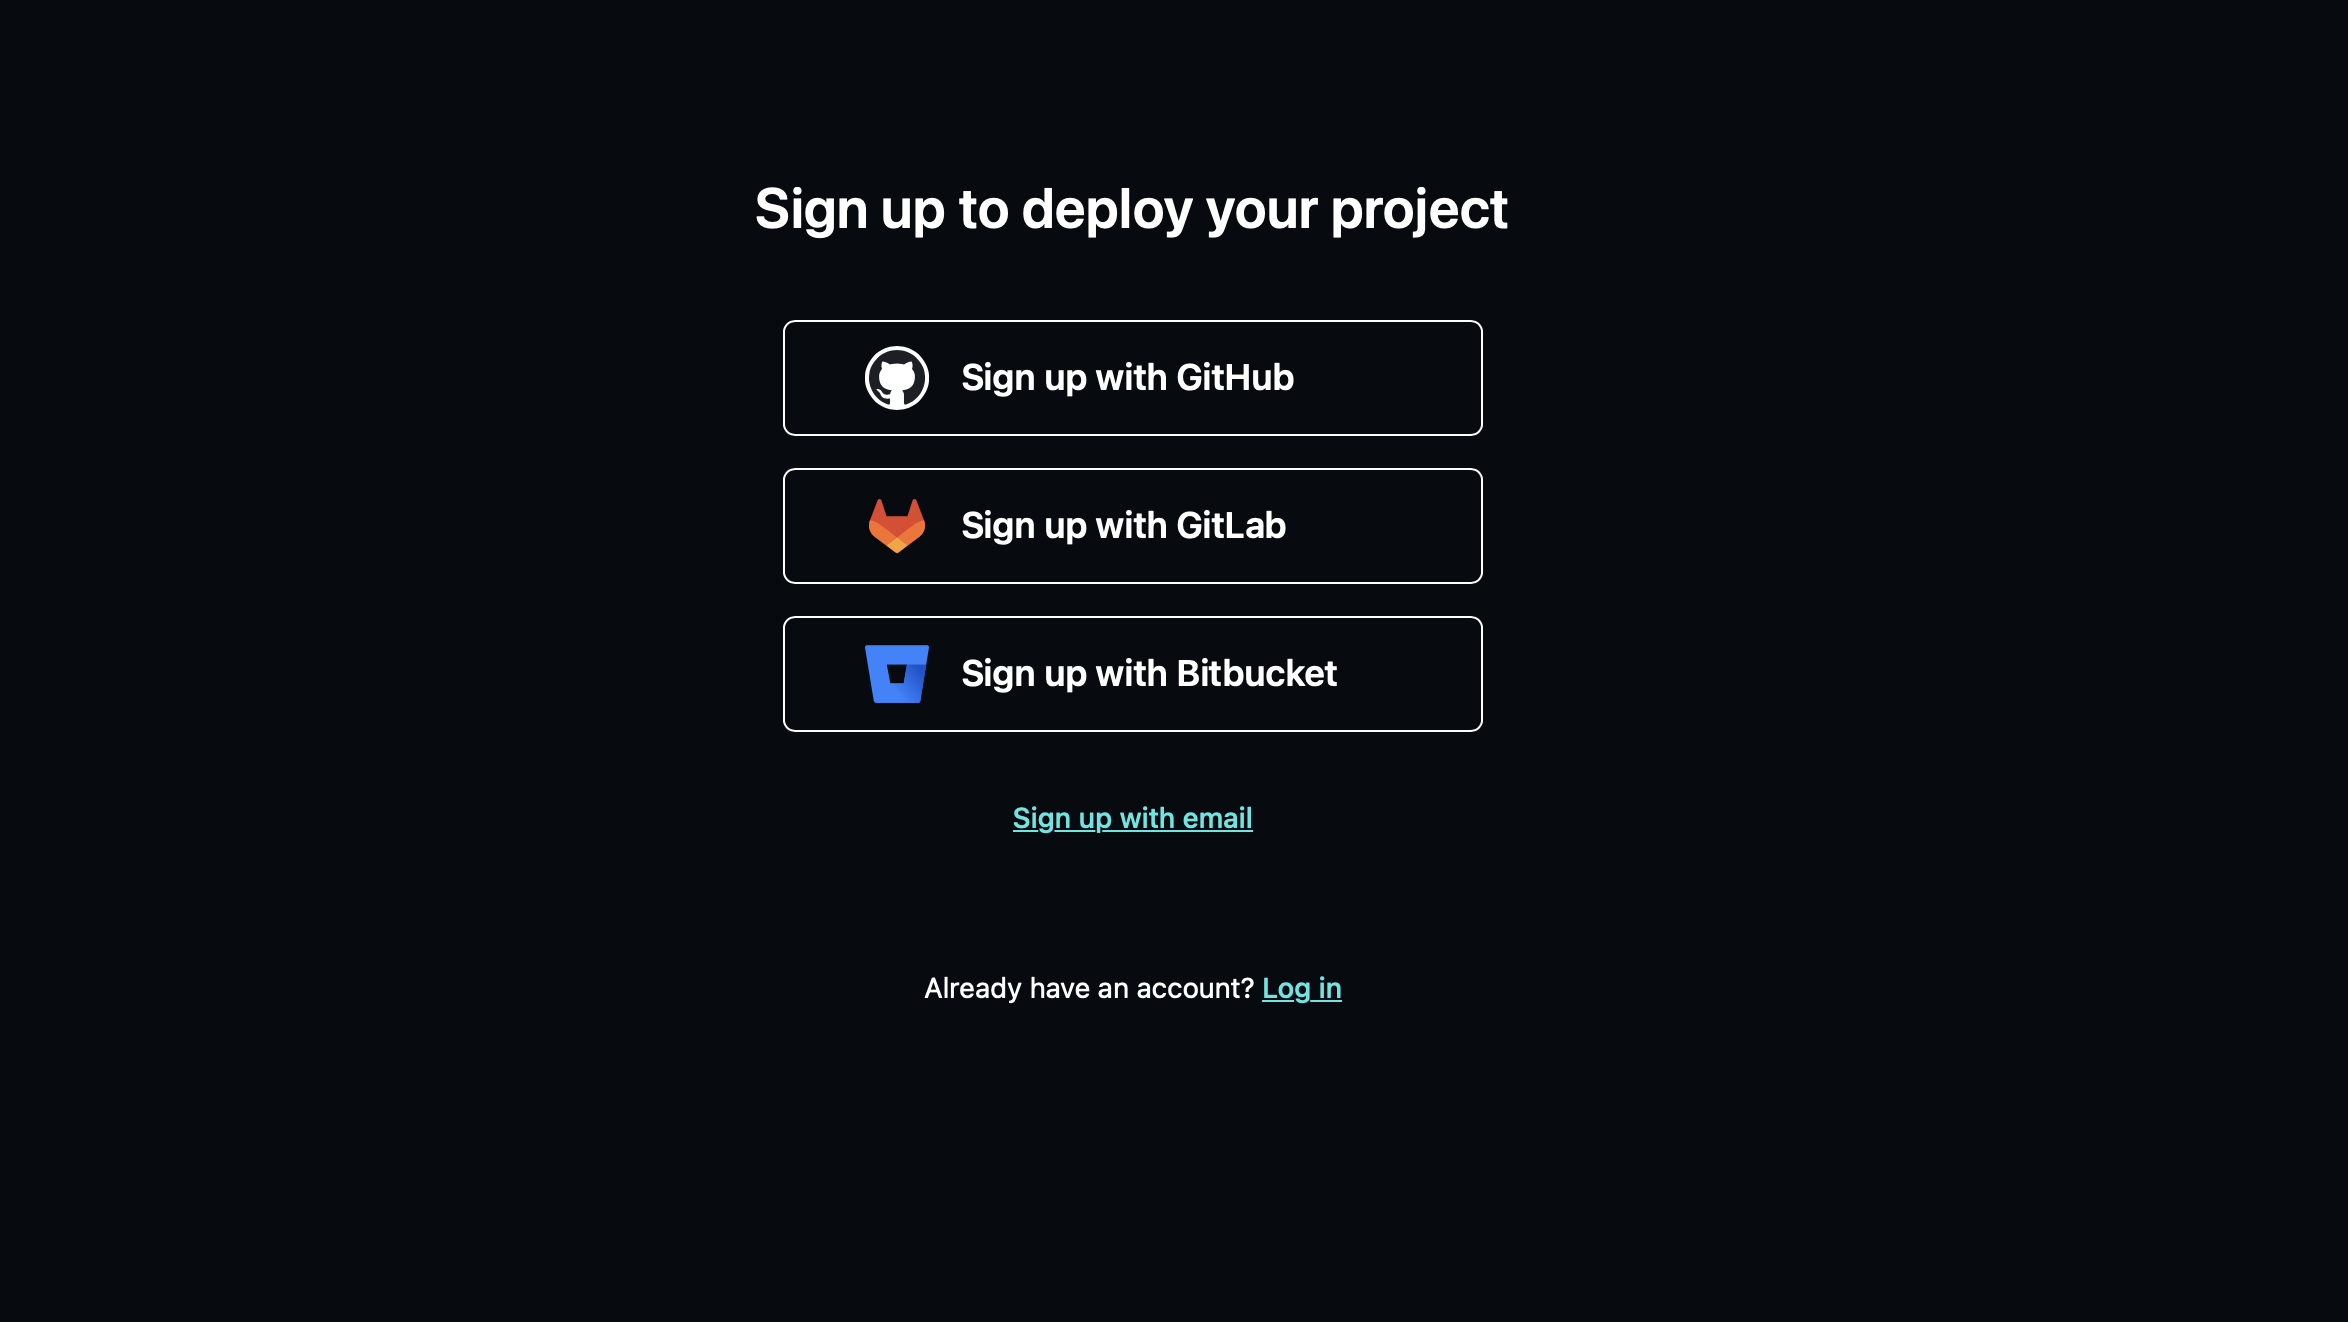 Sign up to deploy your project
Sign up with GitHub
Sign up with GitLab
Sign up with Bitbucket
Sign up with email
Already have an account? Log in